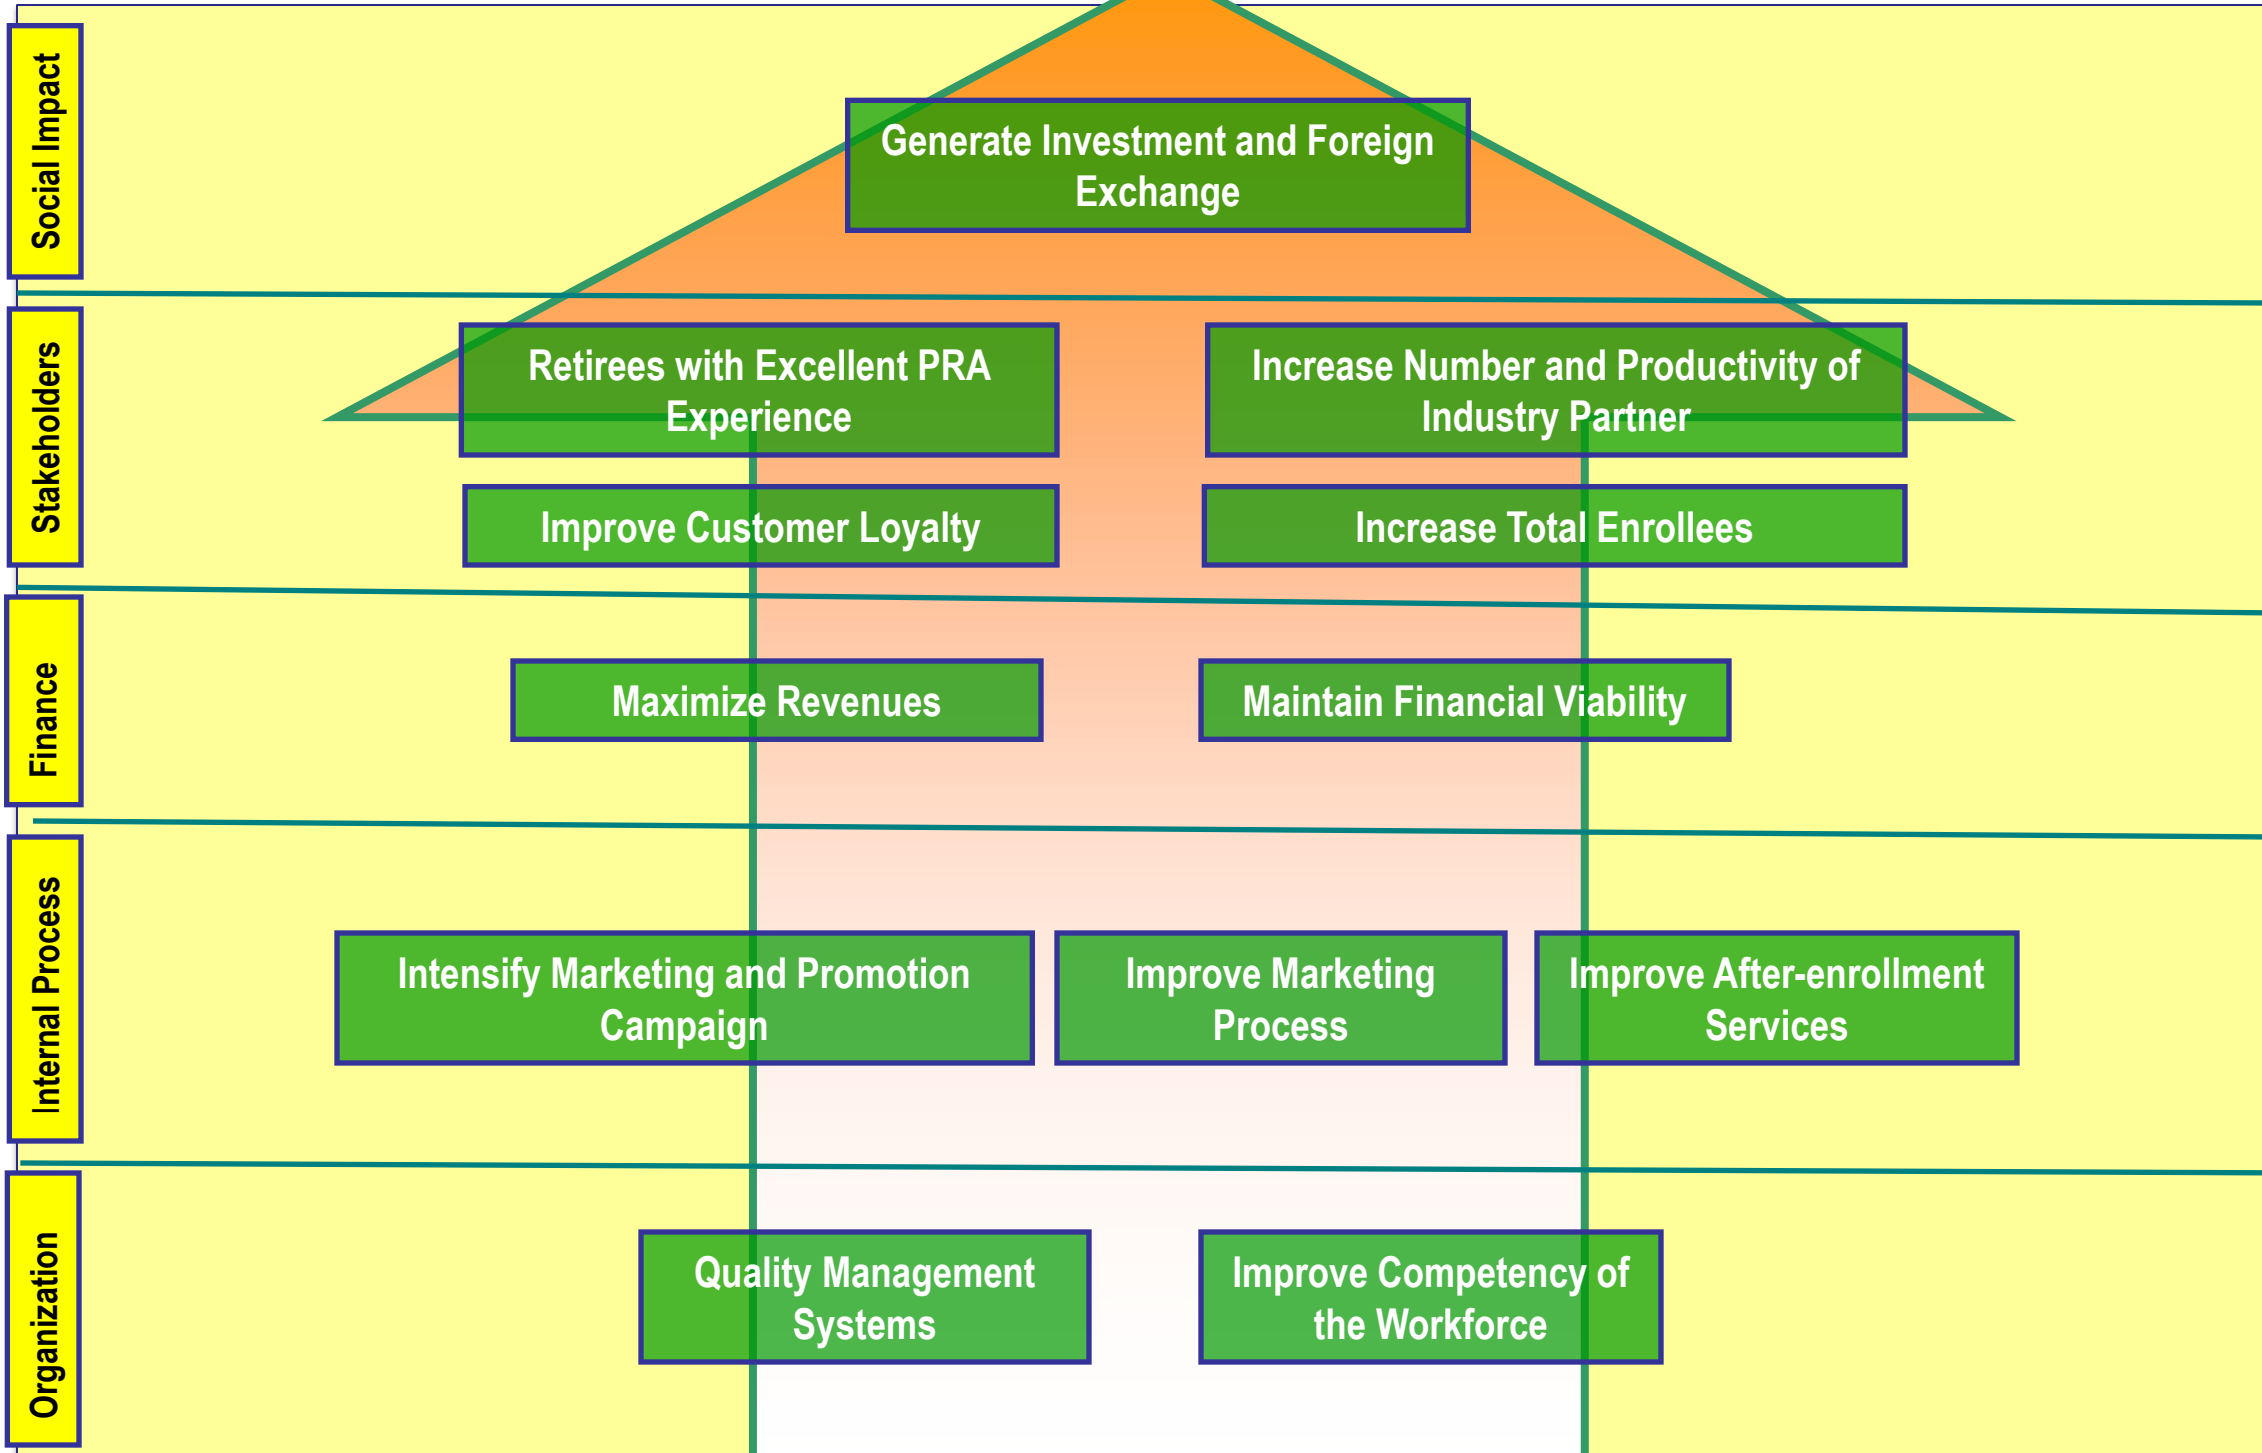 Social Impact
Generate Investment and Foreign
Exchange
Stakeholders
Retirees with Excellent PRA
Experience
Increase Number and Productivity of
Industry Partner
Improve Customer Loyalty
Increase Total Enrollees
Finance
Maximize Revenues
Maintain Financial Viability
Internal Process
Intensify Marketing and Promotion
Campaign
Improve Marketing
Process
Improve After-enrollment
Services
Organization
Quality Management
Systems
Improve Competency of
the Workforce